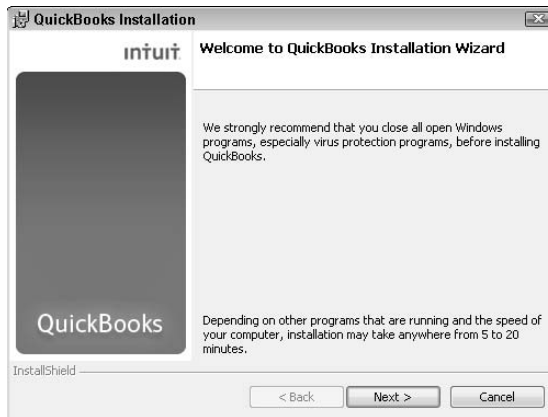 QuickBooks Installation
intuit
Welcome to QuickBooks Installation Wizard
We strongly recommend that you close all open Windows
programs, especially virus protection programs, before installing
QuickBooks.
QuickBooks
Depending on other programs that are running and the speed of
your computer, installation may take anywhere from 5 to 20
minutes.
InstallShield
< Back
Next >
Cancel